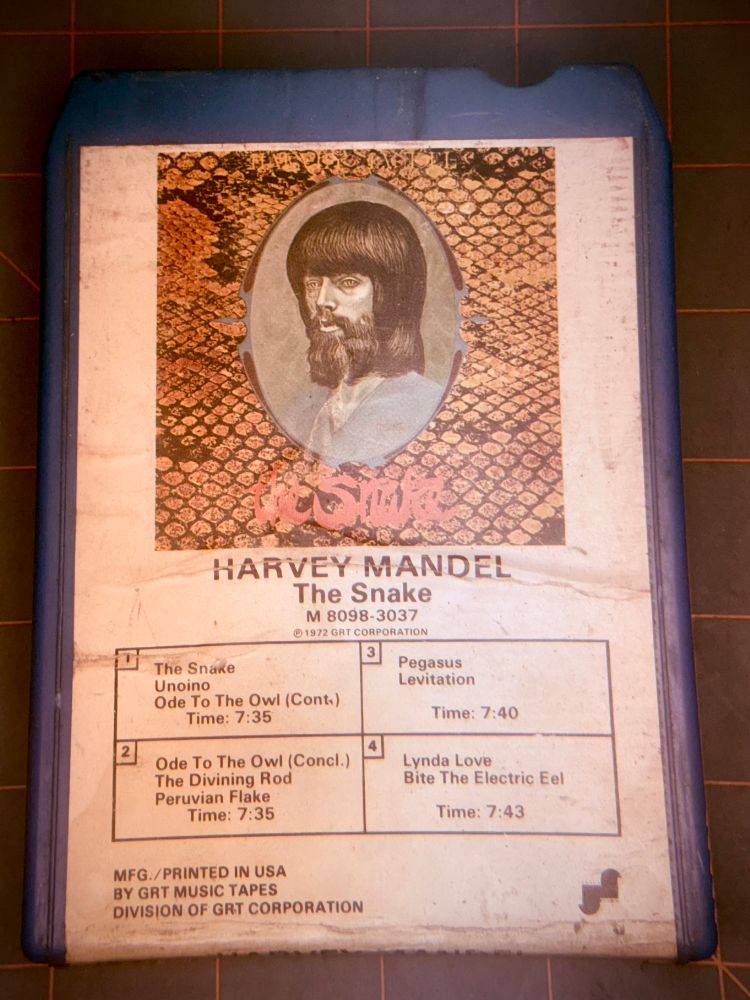 the Snake
HARVEY MANDEL
The Snake
M 8098-3037
℗ 1972 GRT CORPORATION
1
The Snake
Unoino
Ode To The Owl (Cont.)
Time: 7:35
2
Ode To The Owl (Concl.)
The Divining Rod
Peruvian Flake
Time: 7:35
3
Pegasus
Levitation
Time: 7:40
4
Lynda Love
Bite The Electric Eel
Time: 7:43
MFG./PRINTED IN USA
BY GRT MUSIC TAPES
DIVISION OF GRT CORPORATION